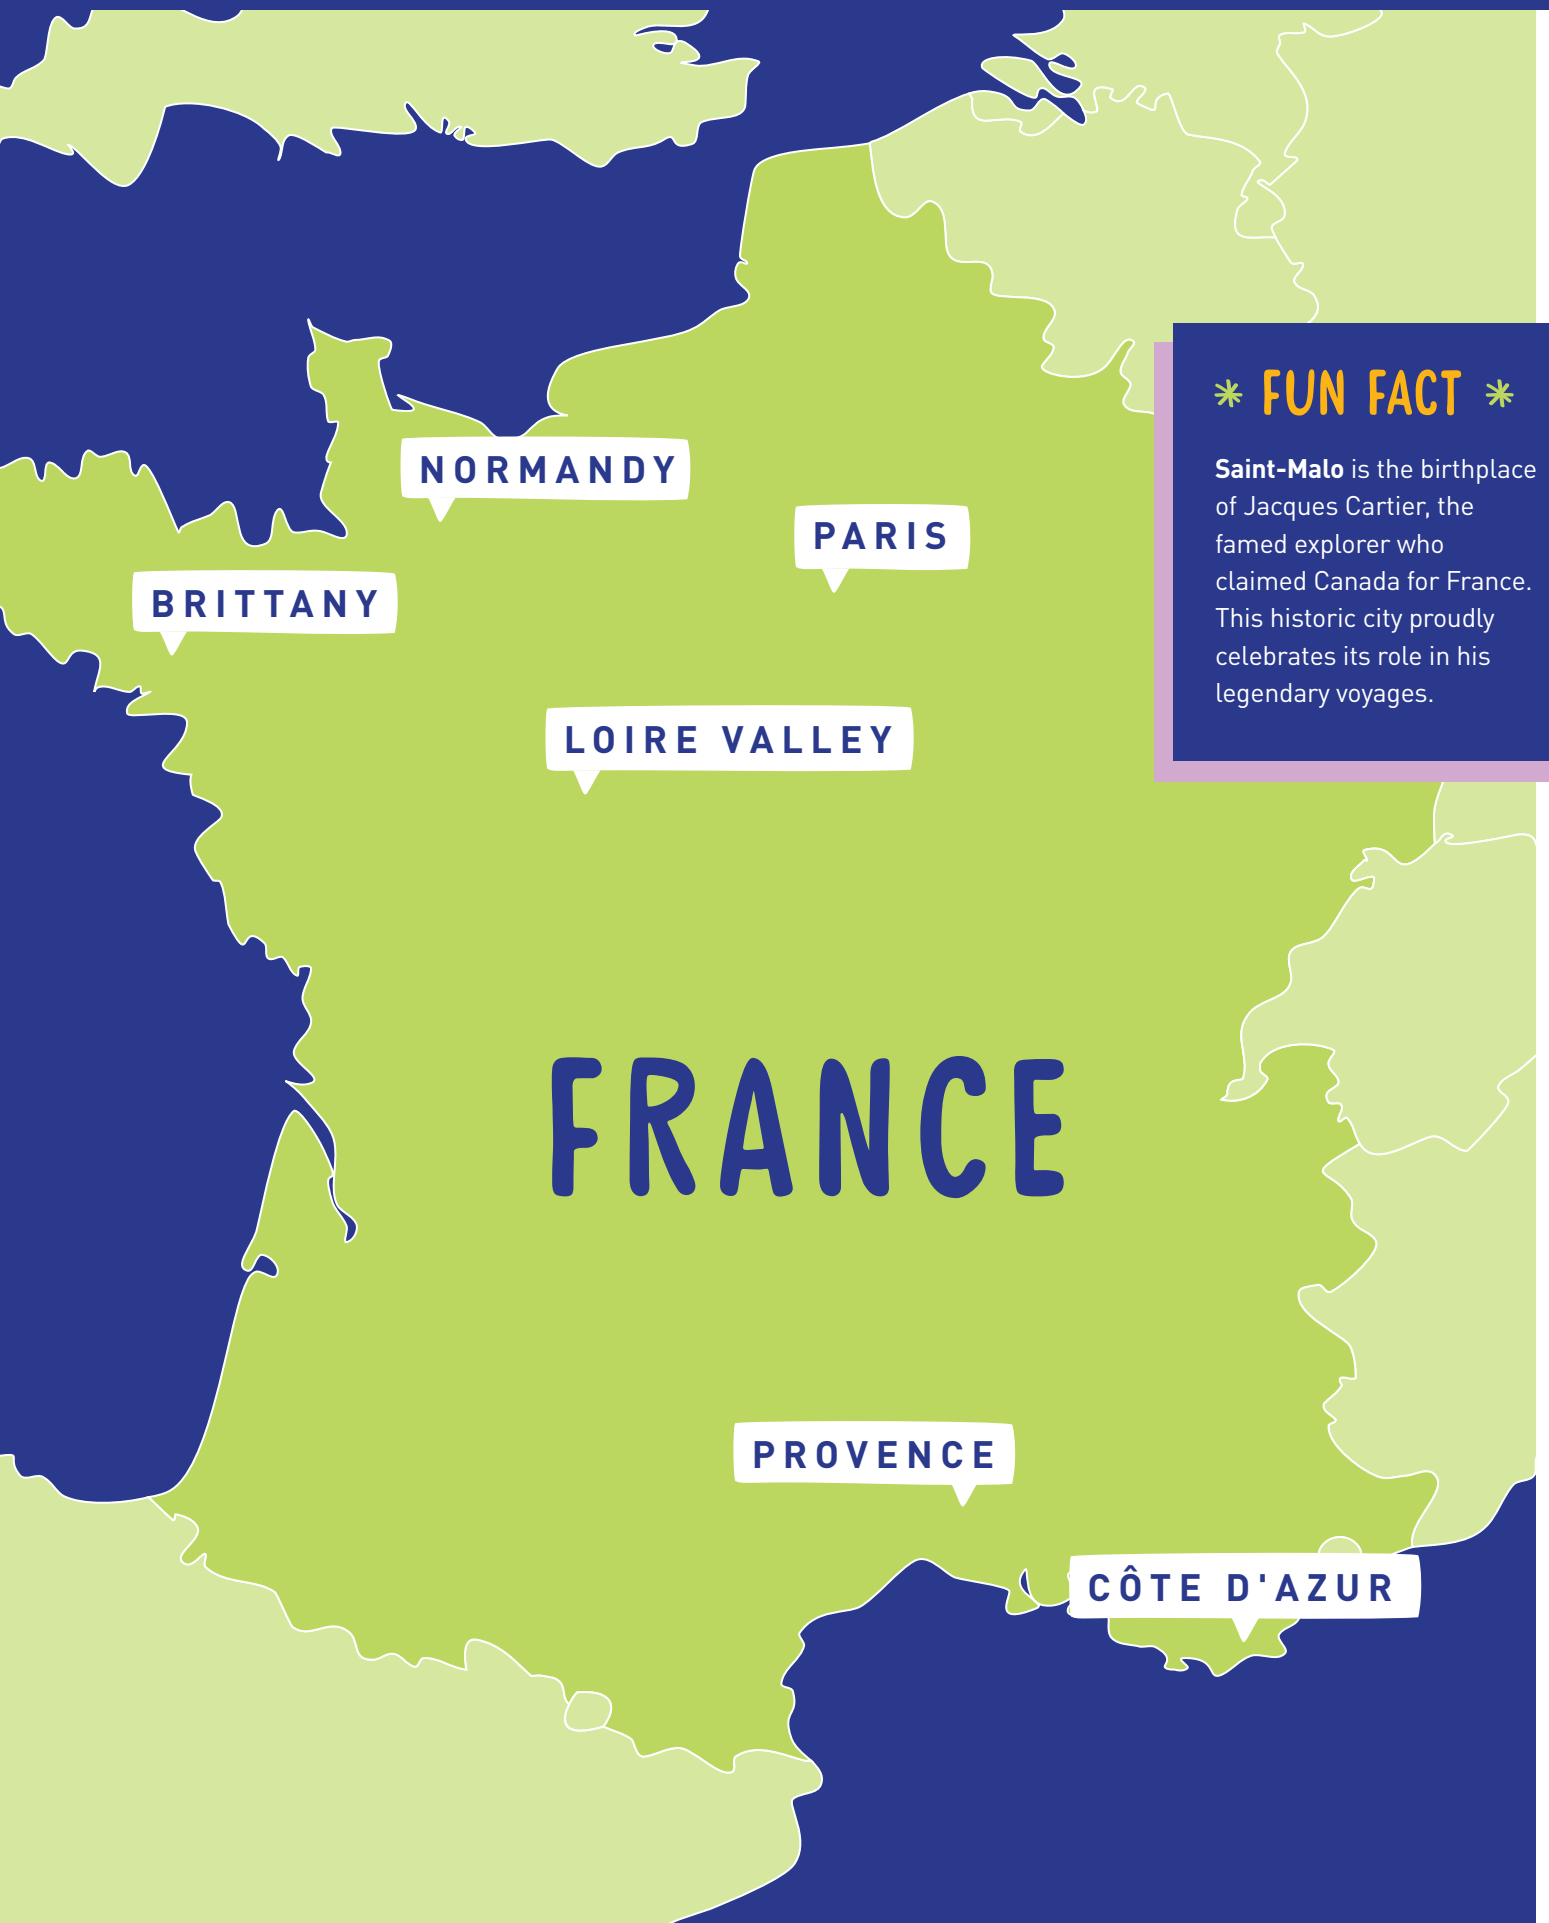 FUN FACT
Saint-Malo is the birthplace
of Jacques Cartier, the
famed explorer who
claimed Canada for France.
This historic city proudly
celebrates its role in his
legendary voyages.
NORMANDY
PARIS
BRITTANY
LOIRE VALLEY
FRANCE
PROVENCE
CÔTE D'AZUR